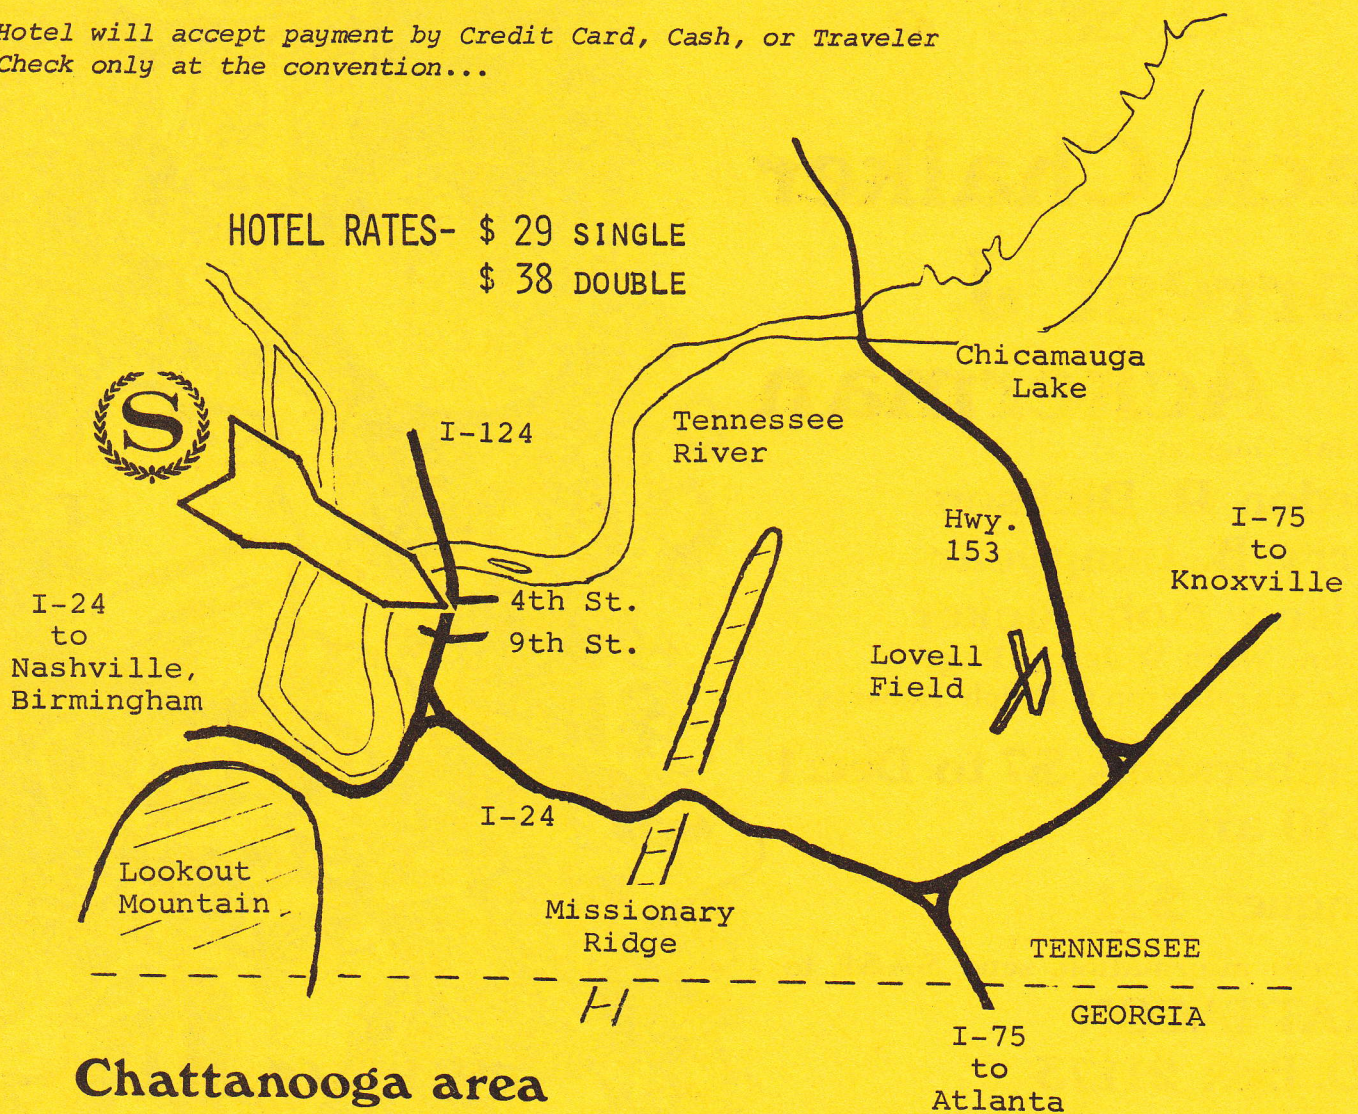 Hotel will accept payment by Credit Card, Cash, or Traveler
Check only at the convention...
HOTEL RATES- $ 29 SINGLE
$ 38 DOUBLE
Chicamauga
Lake
S
I-124
Tennessee
River
Hwy.
153
I-75
to
Knoxville
4th St.
9th St.
I-24
to
Nashville,
Birmingham
Lovell
Field
I-24
Lookout
Mountain
Missionary
Ridge
TENNESSEE
GEORGIA
I-75
to
Atlanta
Chattanooga area